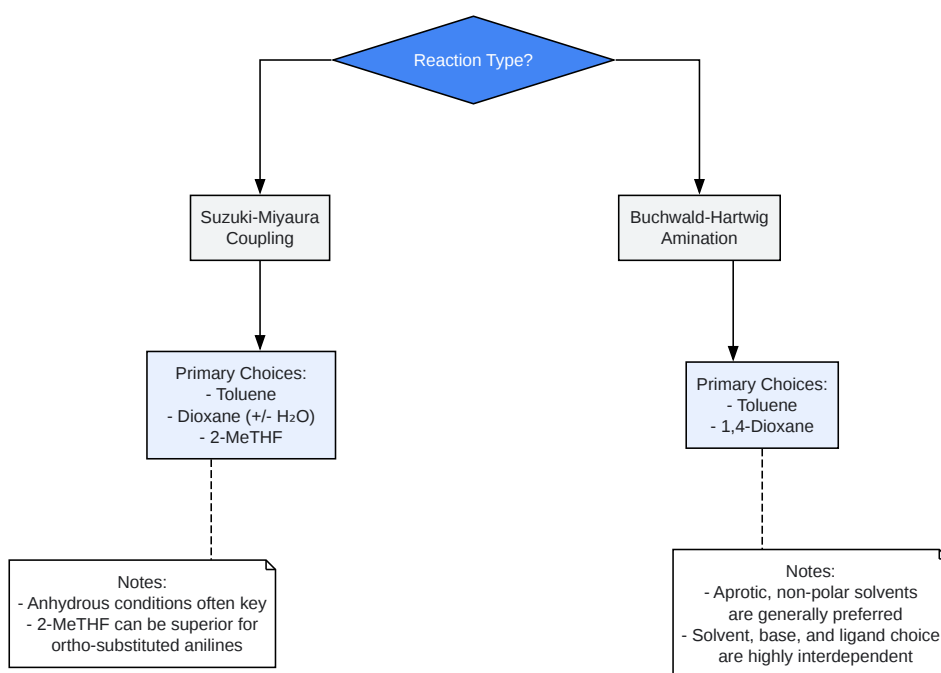 Reaction Type?
Suzuki-Miyaura
Coupling
Buchwald-Hartwig
Amination
Primary Choices:
- Toluene
- Dioxane (+/- H₂O)
- 2-MeTHF
Primary Choices:
- Toluene
- 1,4-Dioxane
Notes:
- Anhydrous conditions often key
- 2-MeTHF can be superior for
ortho-substituted anilines
Notes:
- Aprotic, non-polar solvents
are generally preferred
- Solvent, base, and ligand choice
are highly interdependent